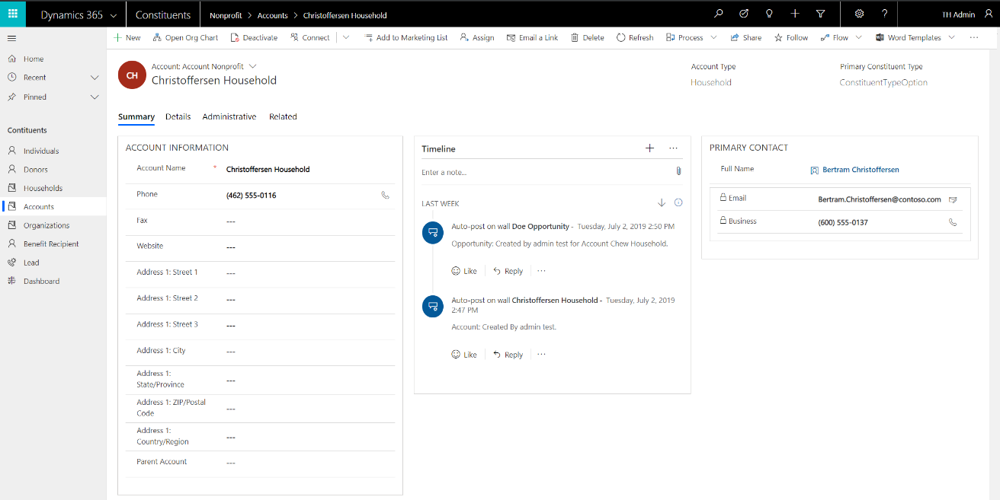 Dynamics 365
Constituents
Nonprofit > Accounts > Christoffersen Household
TH Admin
New
Open Org Chart
Deactivate
Connect
Add to Marketing List
Assign
Email a Link
Delete
Refresh
Process
Share
Follow
Flow
Word Templates
Home
Recent
Pinned
Contituents
Individuals
Donors
Households
Accounts
Organizations
Benefit Recipient
Lead
Dashboard
CH
Account: Account Nonprofit
Christoffersen Household
Account Type
Household
Primary Constituent Type
ConstituentTypeOption
Summary
Details
Administrative
Related
ACCOUNT INFORMATION
Account Name * Christoffersen Household
Phone (462) 555-0116
Fax ---
Website ---
Address 1: Street 1 ---
Address 1: Street 2 ---
Address 1: Street 3 ---
Address 1: City ---
Address 1:
State/Province ---
Address 1: ZIP/Postal
Code ---
Address 1:
Country/Region ---
Parent Account ---
Timeline
Enter a note...
LAST WEEK
Auto-post on wall Doe Opportunity - Tuesday, July 2, 2019 2:50 PM
Opportunity: Created by admin test for Account Chew Household.
Like
Reply
Auto-post on wall Christoffersen Household - Tuesday, July 2, 2019
2:47 PM
Account: Created By admin test.
Like
Reply
PRIMARY CONTACT
Full Name Bertram Christoffersen
Email Bertram.Christoffersen@contoso.com
Business (600) 555-0137